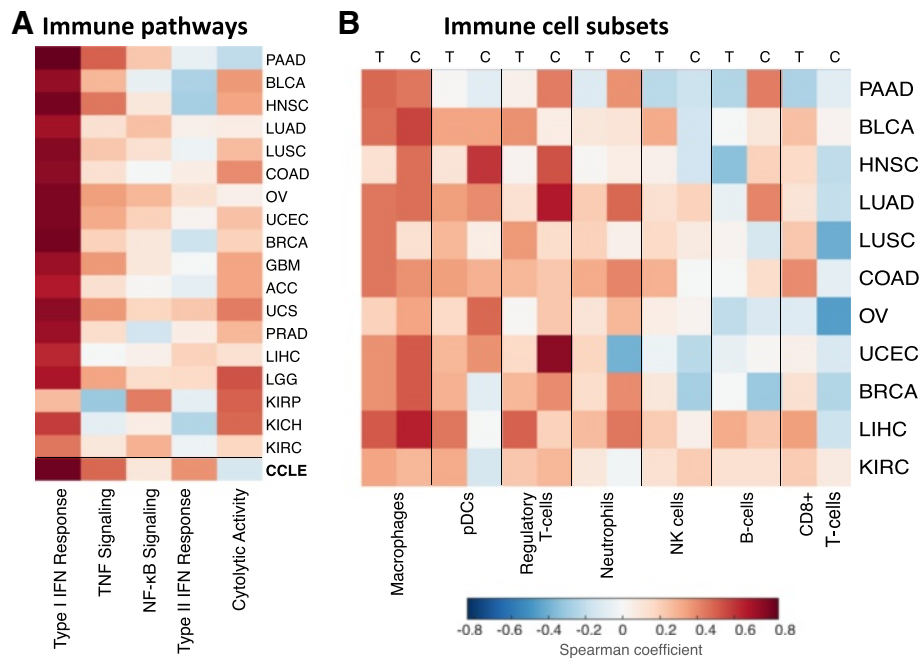 A Immune pathways
PAAD
BLCA
HNSC
LUAD
LUSC
COAD
OV
UCEC
BRCA
GBM
ACC
UCS
PRAD
LIHC
LGG
KIRP
KICH
KIRC
CCLE
Type I IFN Response
TNF Signaling
NF-κB Signaling
Type II IFN Response
Cytolytic Activity
B Immune cell subsets
T C T C T C T C T C T C T C
PAAD
BLCA
HNSC
LUAD
LUSC
COAD
OV
UCEC
BRCA
LIHC
KIRC
Macrophages
pDCs
Regulatory
T-cells
Neutrophils
NK cells
B-cells
CD8+
T-cells
-0.8 -0.6 -0.4 -0.2 0 0.2 0.4 0.6 0.8
Spearman coefficient